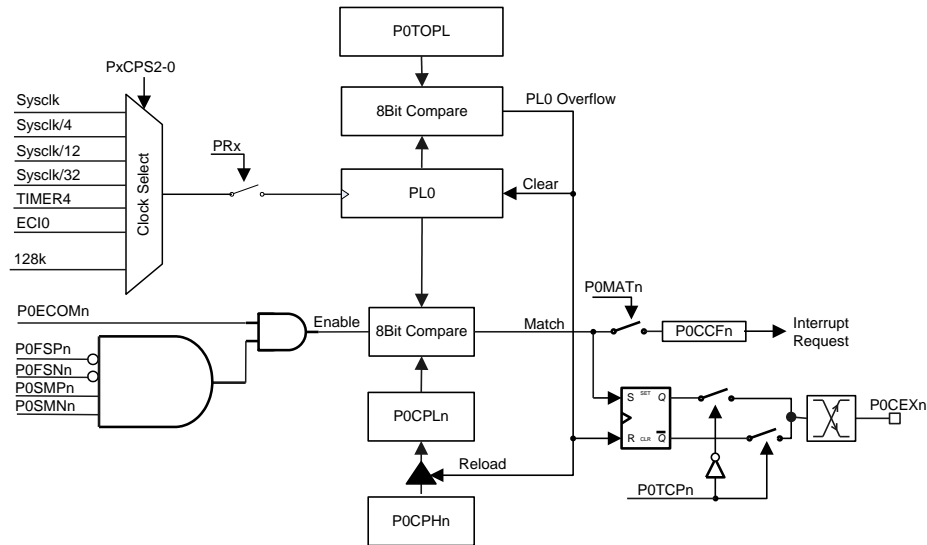 P0TOPL
PxCPS2-0
8Bit Compare
PL0 Overflow
Sysclk
Sysclk/4
Sysclk/12
Sysclk/32
TIMER4
ECI0
128k
Clock Select
PRx
PL0
Clear
P0MATn
P0ECOMn
Enable
8Bit Compare
Match
P0CCFn
Interrupt
Request
P0FSPn
P0FSNn
P0SMPn
P0SMNn
P0CPLn
S SET Q
R CLR Q
P0CEXn
Reload
P0TCPn
P0CPHn